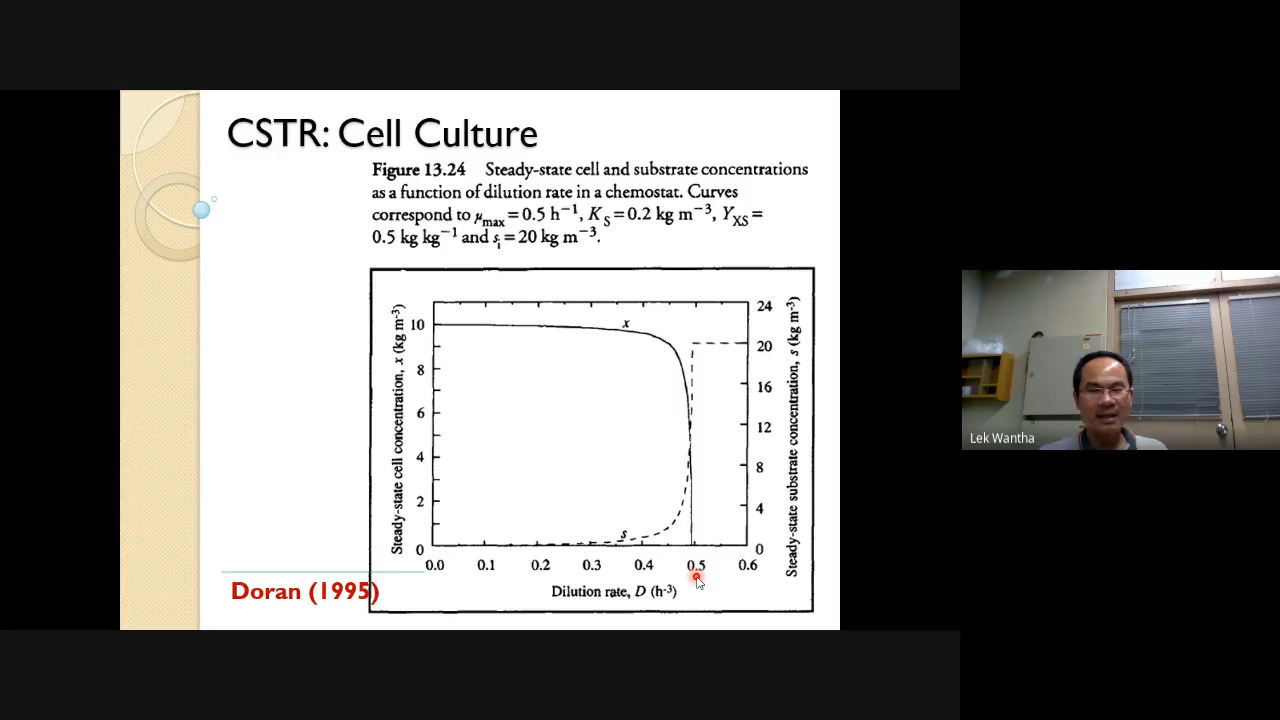 CSTR: Cell Culture
Figure 13.24 Steady-state cell and substrate concentrations
as a function of dilution rate in a chemostat. Curves
correspond to μmax = 0.5 h⁻¹, KS = 0.2 kg m⁻³, YXS =
0.5 kg kg⁻¹ and si = 20 kg m⁻³.
Steady-state cell concentration, x (kg m⁻³)
10
8
6
4
2
0
x
s
24
20
16
12
8
4
0
Steady-state substrate concentration, s (kg m⁻³)
0.0 0.1 0.2 0.3 0.4 0.5 0.6
Dilution rate, D (h⁻³)
Doran (1995)
Lek Wantha